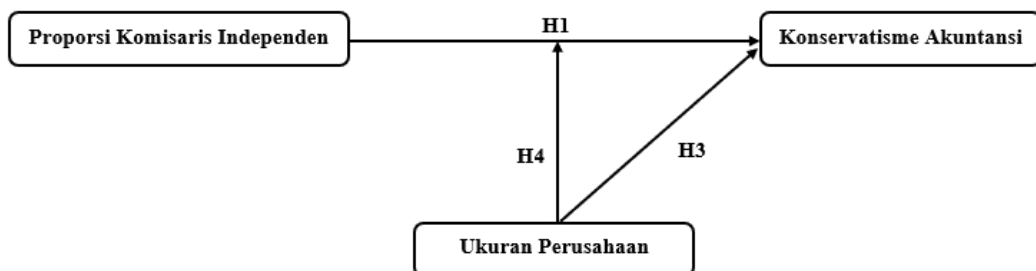 H1
Proporsi Komisaris Independen
Konservatisme Akuntansi
H4
H3
Ukuran Perusahaan